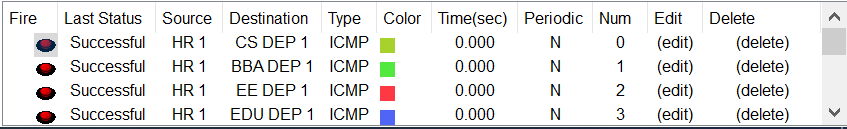 Fire Last Status Source Destination Type Color Time(sec) Periodic Num Edit Delete
Successful HR 1 CS DEP 1 ICMP 0.000 N 0 (edit) (delete)
Successful HR 1 BBA DEP 1 ICMP 0.000 N 1 (edit) (delete)
Successful HR 1 EE DEP 1 ICMP 0.000 N 2 (edit) (delete)
Successful HR 1 EDU DEP 1 ICMP 0.000 N 3 (edit) (delete)